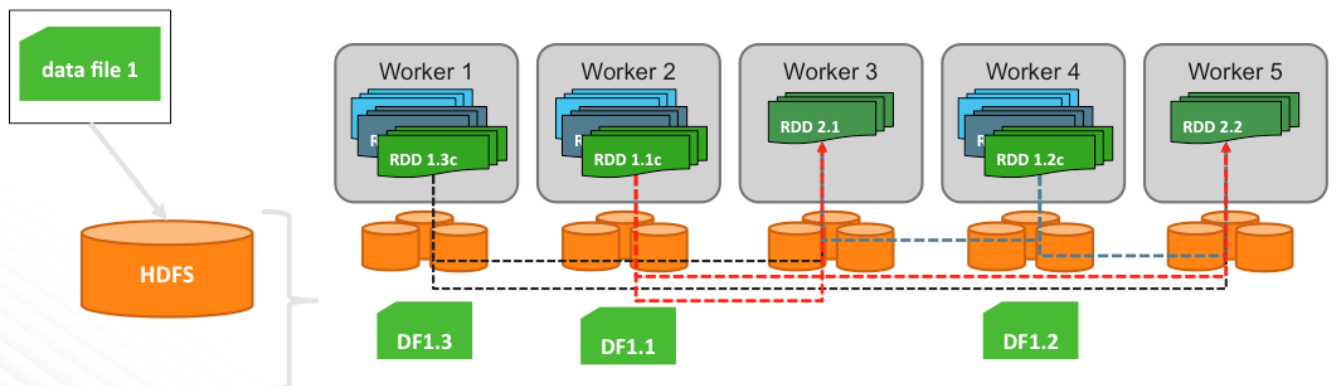 data file 1
HDFS
Worker 1
Worker 2
Worker 3
Worker 4
Worker 5
R
RDD 1.3c
R
RDD 1.1c
RDD 2.1
R
RDD 1.2c
RDD 2.2
DF1.3
DF1.1
DF1.2